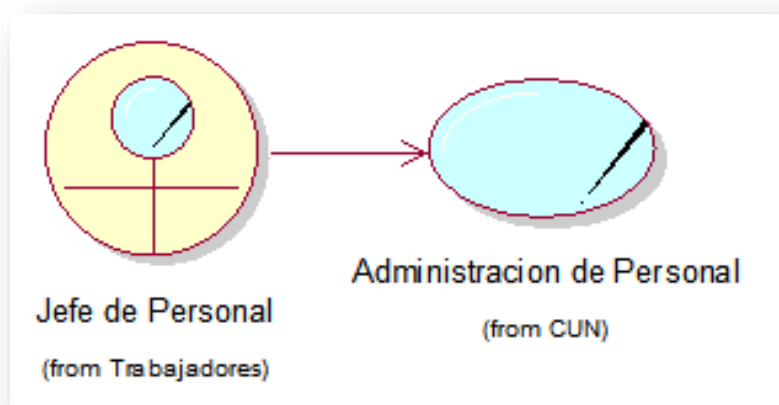 Jefe de Personal
(from Trabajadores)
Administracion de Personal
(from CUN)